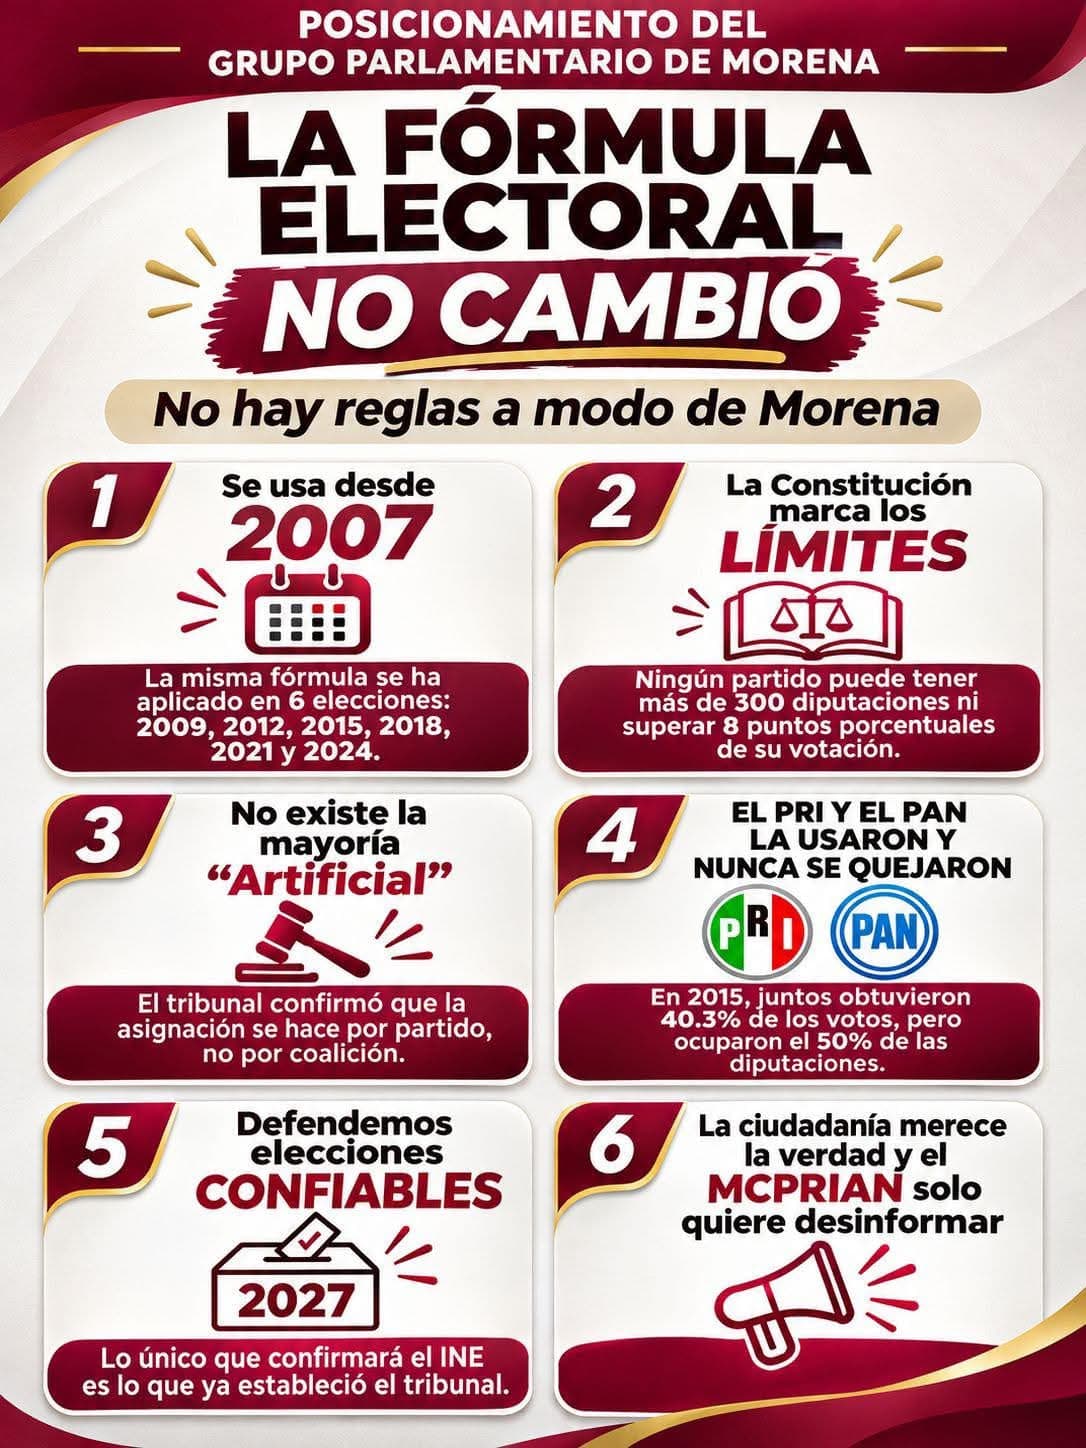 POSICIONAMIENTO DEL
GRUPO PARLAMENTARIO DE MORENA
LA FÓRMULA
ELECTORAL
NO CAMBIÓ
No hay reglas a modo de Morena
1
Se usa desde
2007
La misma fórmula se ha
aplicado en 6 elecciones:
2009, 2012, 2015, 2018,
2021 y 2024.
2
La Constitución
marca los
LÍMITES
Ningún partido puede tener
más de 300 diputaciones ni
superar 8 puntos porcentuales
de su votación.
3
No existe la
mayoría
“Artificial”
El tribunal confirmó que la
asignación se hace por partido,
no por coalición.
4
EL PRI Y EL PAN
LA USARON Y
NUNCA SE QUEJARON
PRI
PAN
En 2015, juntos obtuvieron
40.3% de los votos, pero
ocuparon el 50% de las
diputaciones.
5
Defendemos
elecciones
CONFIABLES
2027
Lo único que confirmará el INE
es lo que ya estableció el tribunal.
6
La ciudadanía merece
la verdad y el
MCPRIAN solo
quiere desinformar